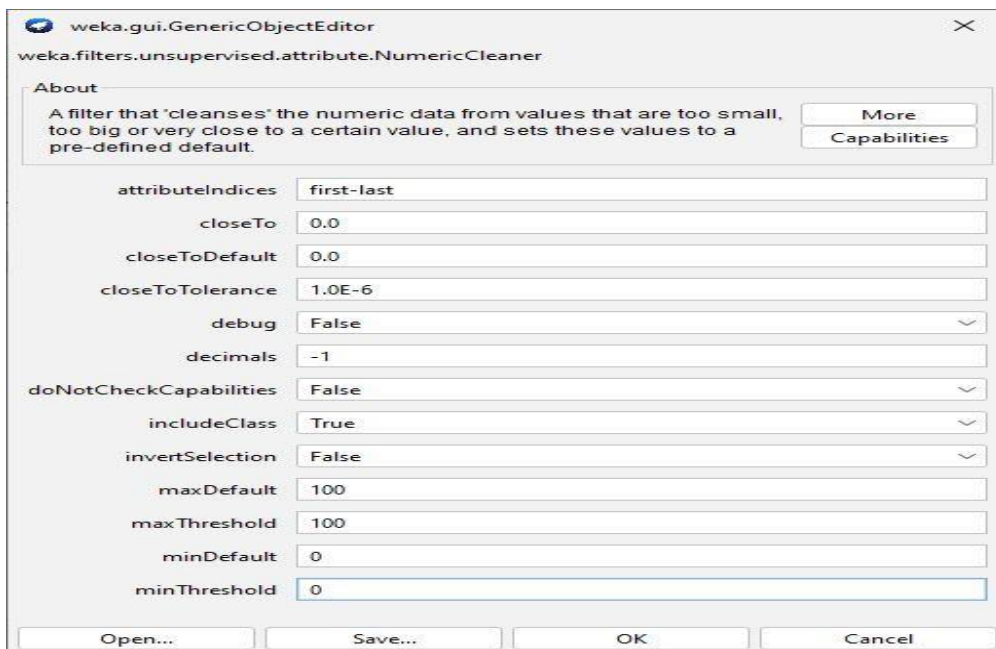 weka.gui.GenericObjectEditor
weka.filters.unsupervised.attribute.NumericCleaner
About
A filter that 'cleanses' the numeric data from values that are too small,
too big or very close to a certain value, and sets these values to a
pre-defined default.
More
Capabilities
attributeIndices first-last
closeTo 0.0
closeToDefault 0.0
closeToTolerance 1.0E-6
debug False
decimals -1
doNotCheckCapabilities False
includeClass True
invertSelection False
maxDefault 100
maxThreshold 100
minDefault 0
minThreshold 0
Open... Save... OK Cancel